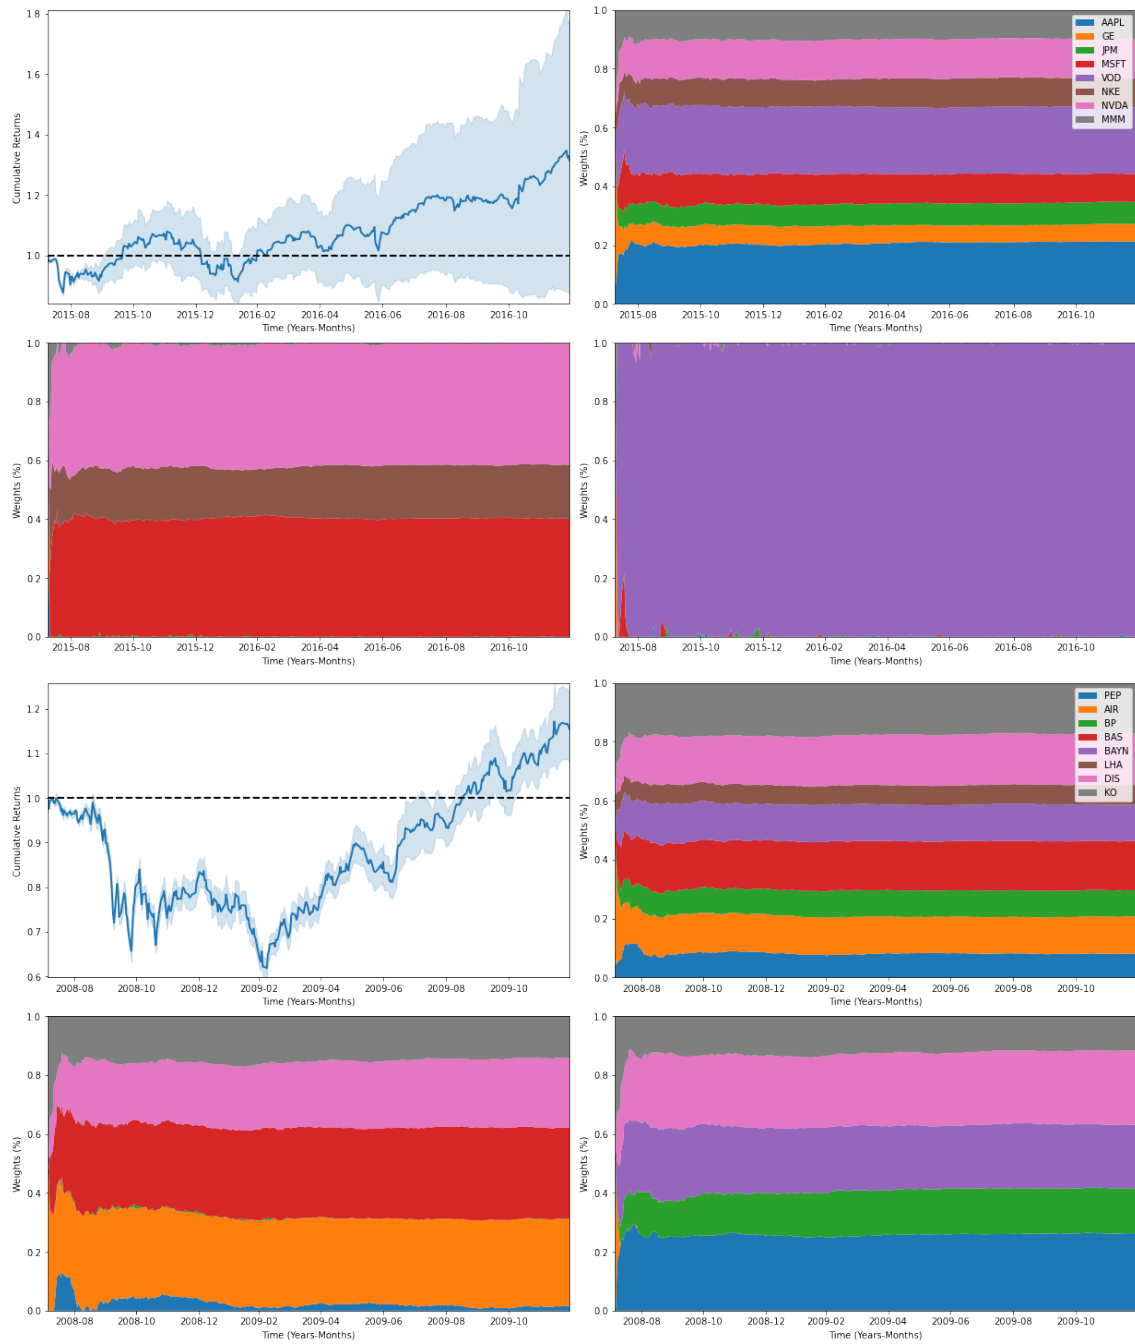 1.8
1.6
1.4
1.2
1.0
Cumulative Returns
2015-08 2015-10 2015-12 2016-02 2016-04 2016-06 2016-08 2016-10
Time (Years-Months)
1.0
0.8
0.6
0.4
0.2
0.0
Weights (%)
AAPL
GE
JPM
MSFT
VOD
NKE
NVDA
MMM
2015-08 2015-10 2015-12 2016-02 2016-04 2016-06 2016-08 2016-10
Time (Years-Months)
1.0
0.8
0.6
0.4
0.2
0.0
Weights (%)
2015-08 2015-10 2015-12 2016-02 2016-04 2016-06 2016-08 2016-10
Time (Years-Months)
1.0
0.8
0.6
0.4
0.2
0.0
Weights (%)
2015-08 2015-10 2015-12 2016-02 2016-04 2016-06 2016-08 2016-10
Time (Years-Months)
1.2
1.1
1.0
0.9
0.8
0.7
0.6
Cumulative Returns
2008-08 2008-10 2008-12 2009-02 2009-04 2009-06 2009-08 2009-10
Time (Years-Months)
1.0
0.8
0.6
0.4
0.2
0.0
Weights (%)
PEP
AIR
BP
BAS
BAYN
LHA
DIS
KO
2008-08 2008-10 2008-12 2009-02 2009-04 2009-06 2009-08 2009-10
Time (Years-Months)
1.0
0.8
0.6
0.4
0.2
0.0
Weights (%)
2008-08 2008-10 2008-12 2009-02 2009-04 2009-06 2009-08 2009-10
Time (Years-Months)
1.0
0.8
0.6
0.4
0.2
0.0
Weights (%)
2008-08 2008-10 2008-12 2009-02 2009-04 2009-06 2009-08 2009-10
Time (Years-Months)